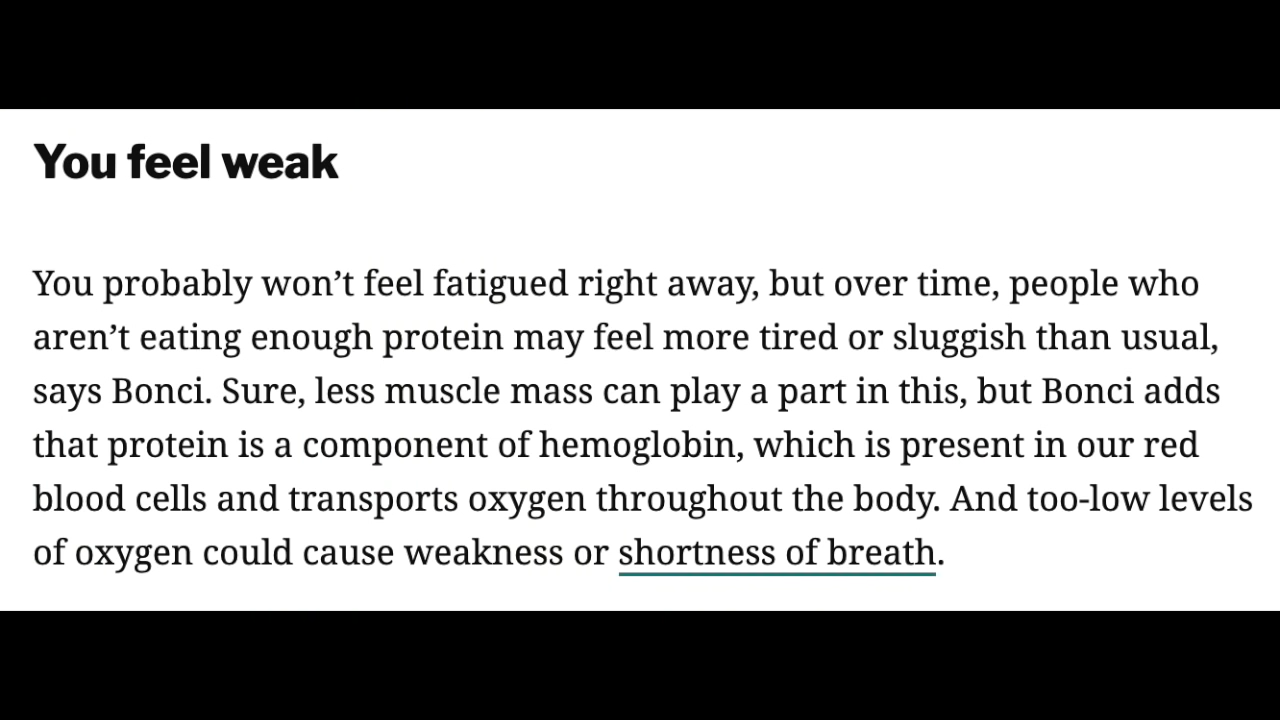 You feel weak
You probably won’t feel fatigued right away, but over time, people who
aren’t eating enough protein may feel more tired or sluggish than usual,
says Bonci. Sure, less muscle mass can play a part in this, but Bonci adds
that protein is a component of hemoglobin, which is present in our red
blood cells and transports oxygen throughout the body. And too-low levels
of oxygen could cause weakness or shortness of breath.